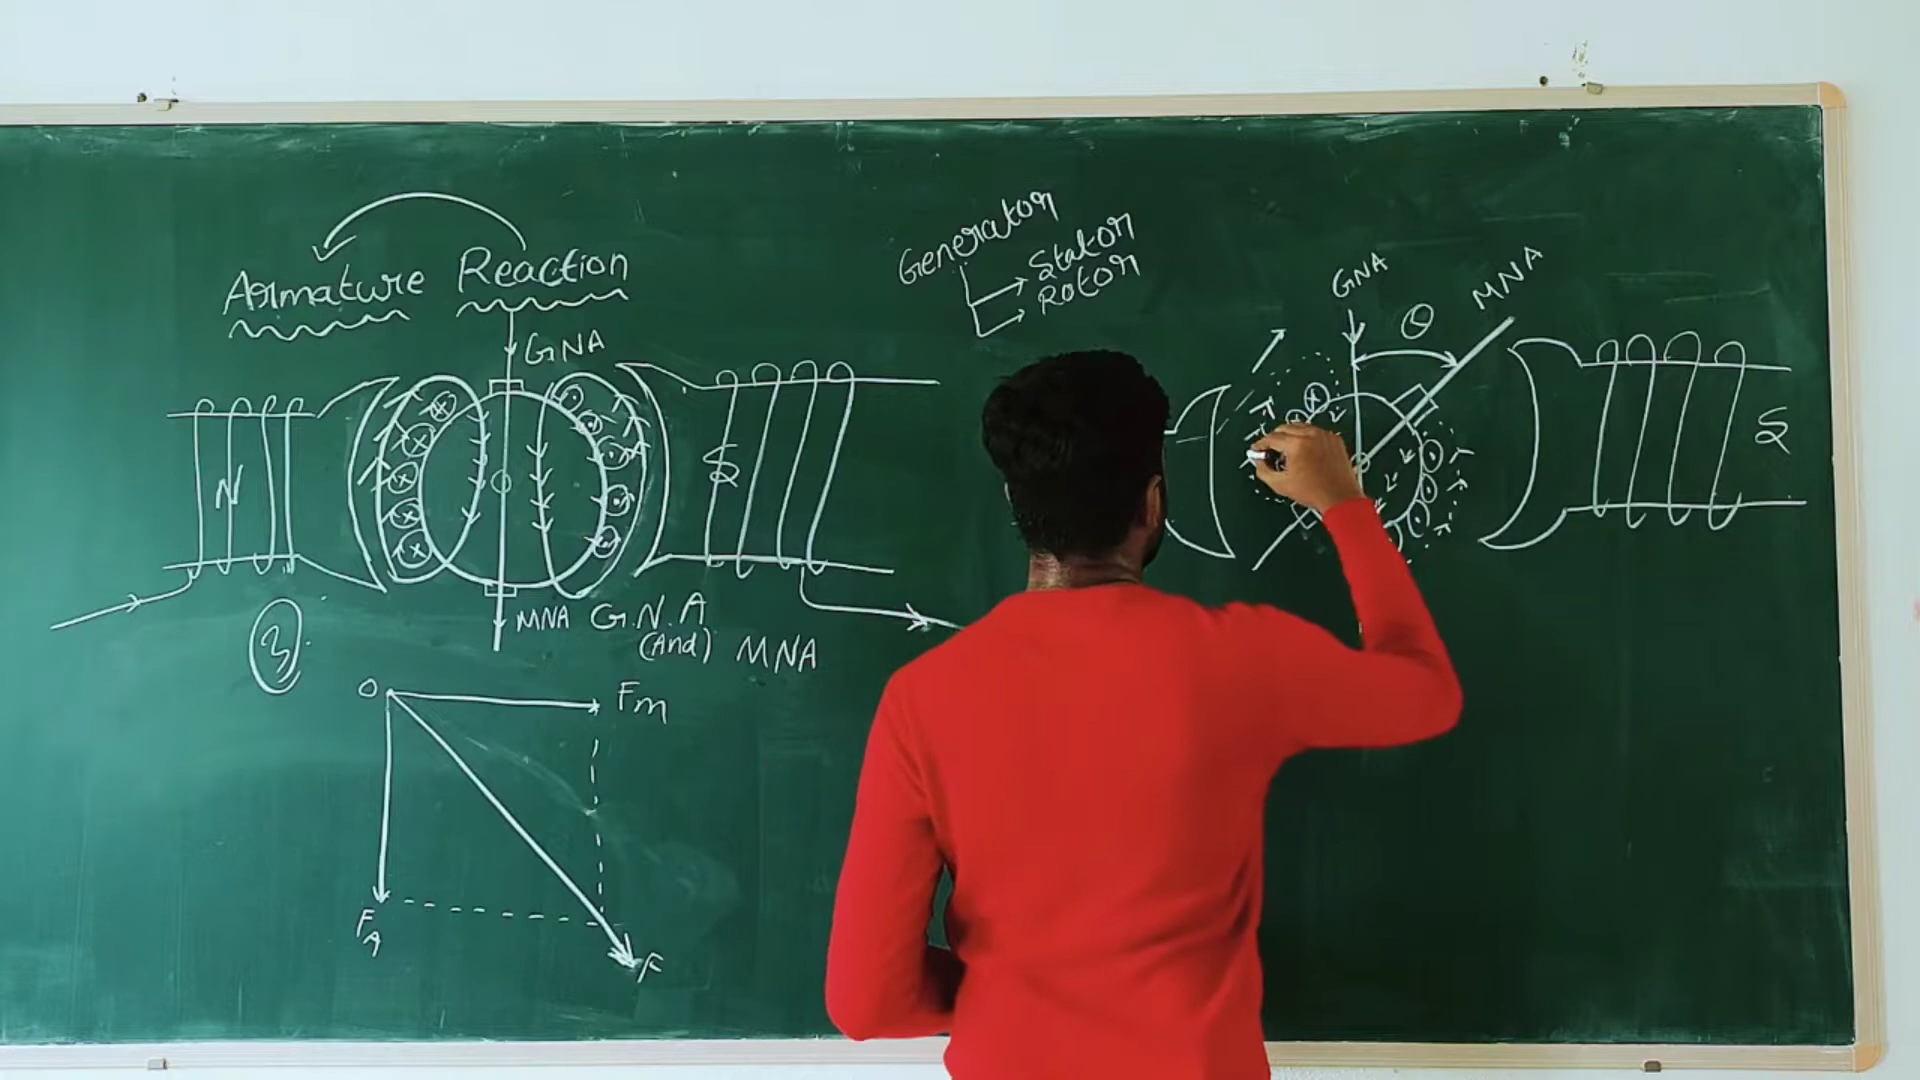 Armature Reaction
GNA
N
S
MNA G.N.A
(And) MNA
3
O
Fm
FA
F
Generator
Stator
Rotor
GNA
θ
MNA
S